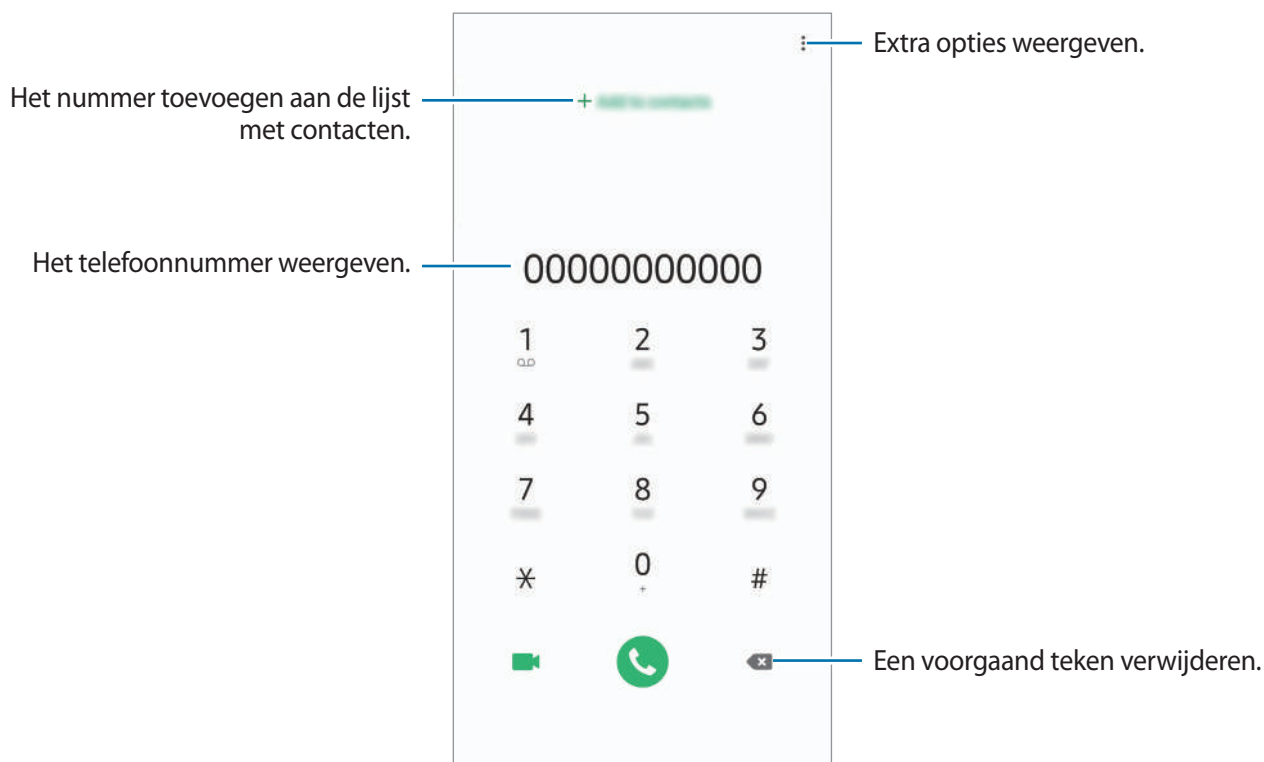 Extra opties weergeven.
Het nummer toevoegen aan de lijst
met contacten.
+
Het telefoonnummer weergeven.
00000000000
1 2 3
4 5 6
7 8 9
* 0 #
+
Een voorgaand teken verwijderen.